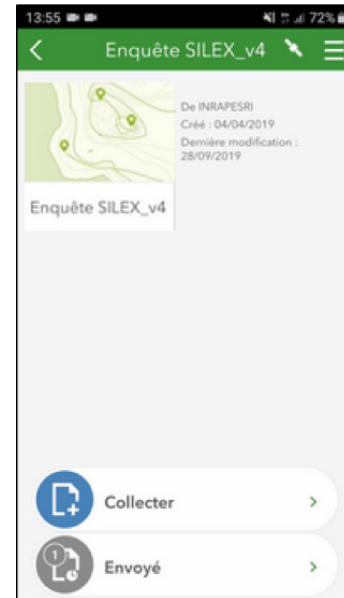 13:55 72%
Enquête SILEX_v4
De INRAPESRI
Créé : 04/04/2019
Dernière modification :
28/09/2019
Enquête SILEX_v4
Collecter
1
Envoyé